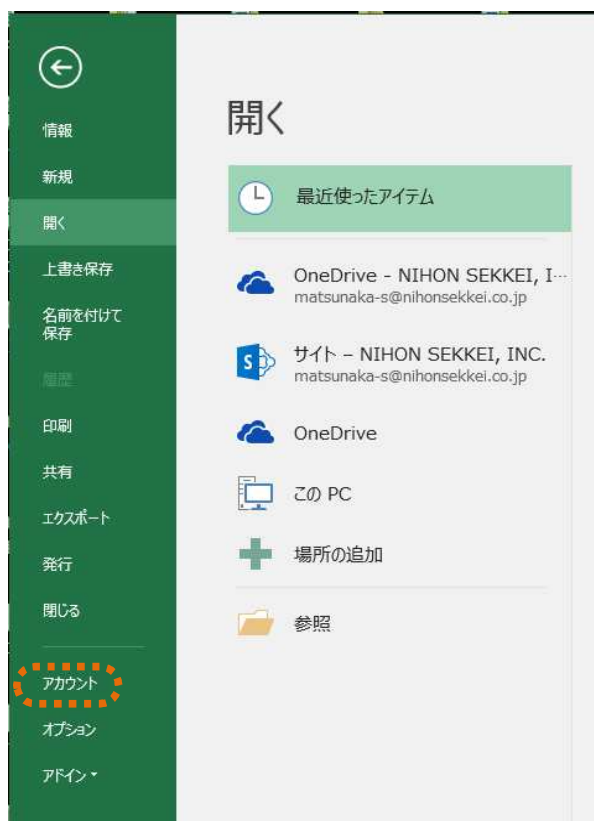 情報
新規
開く
上書き保存
名前を付けて
保存
履歴
印刷
共有
エクスポート
発行
閉じる
アカウント
オプション
アドイン
開く
最近使ったアイテム
OneDrive - NIHON SEKKEI, I…
matsunaka-s@nihonsekkei.co.jp
サイト – NIHON SEKKEI, INC.
matsunaka-s@nihonsekkei.co.jp
OneDrive
この PC
場所の追加
参照